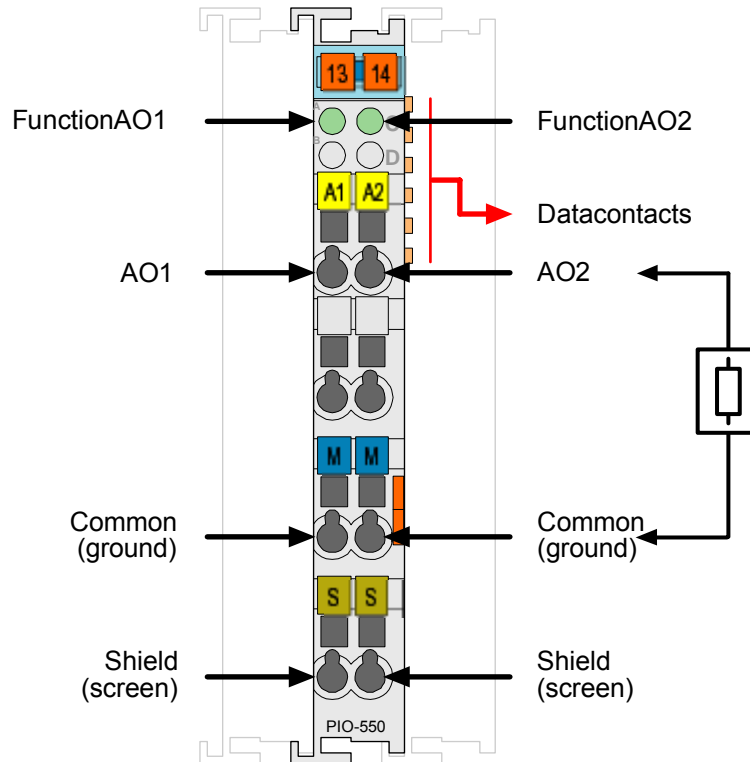 13 14
A
FunctionAO1
C
FunctionAO2
B
D
A1 A2
Datacontacts
AO1
AO2
M M
Common
(ground)
Common
(ground)
S S
Shield
(screen)
Shield
(screen)
PIO-550